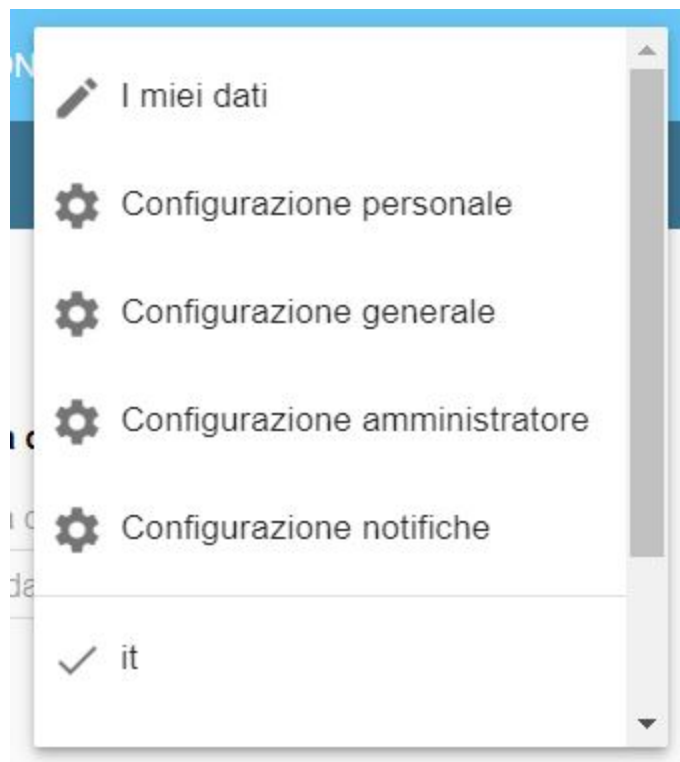 I miei dati
Configurazione personale
Configurazione generale
Configurazione amministratore
Configurazione notifiche
it